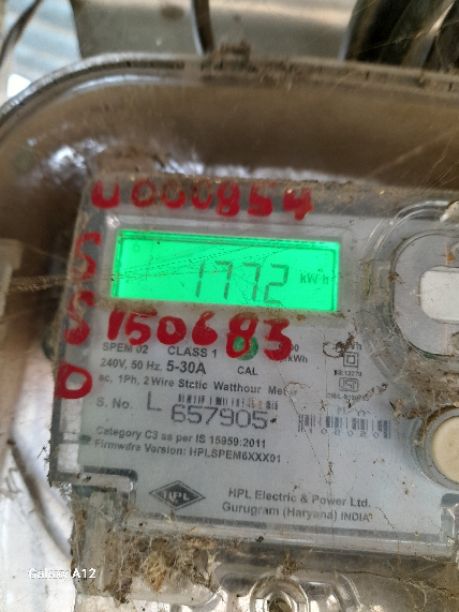 U000854
1772 kWh
150683
SPEM 02 CLASS 1
240V, 50 Hz. 5-30A CAL
ac, 1Ph, 2 Wire Stctic Watthour Meter
S. No. L 657905
Category C3 as per IS 15959:2011
Firmware Version: HPLSPEM6XXX01
HPL
HPL Electric & Power Ltd.
Gurugram (Haryana) INDIA
Galaxy A12